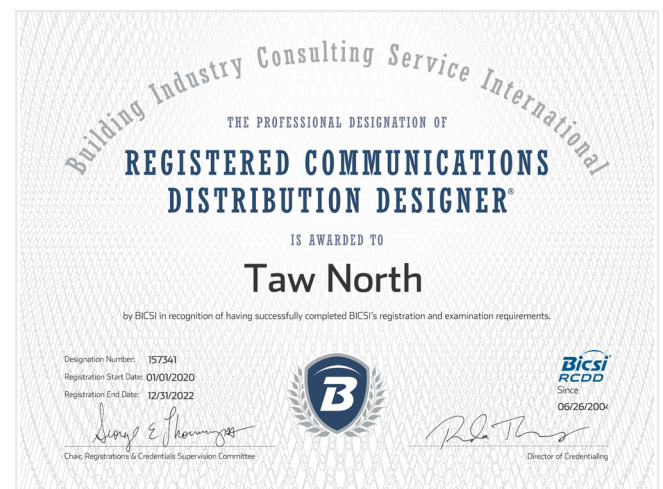 Building Industry Consulting Service International
THE PROFESSIONAL DESIGNATION OF
REGISTERED COMMUNICATIONS
DISTRIBUTION DESIGNER®
IS AWARDED TO
Taw North
by BICSI in recognition of having successfully completed BICSI's registration and examination requirements.
Designation Number: 157341
Registration Start Date: 01/01/2020
Registration End Date: 12/31/2022
B
Bicsi
RCDD
Since
06/26/2004
Chair, Registrations & Credentials Supervision Committee
Director of Credentialing